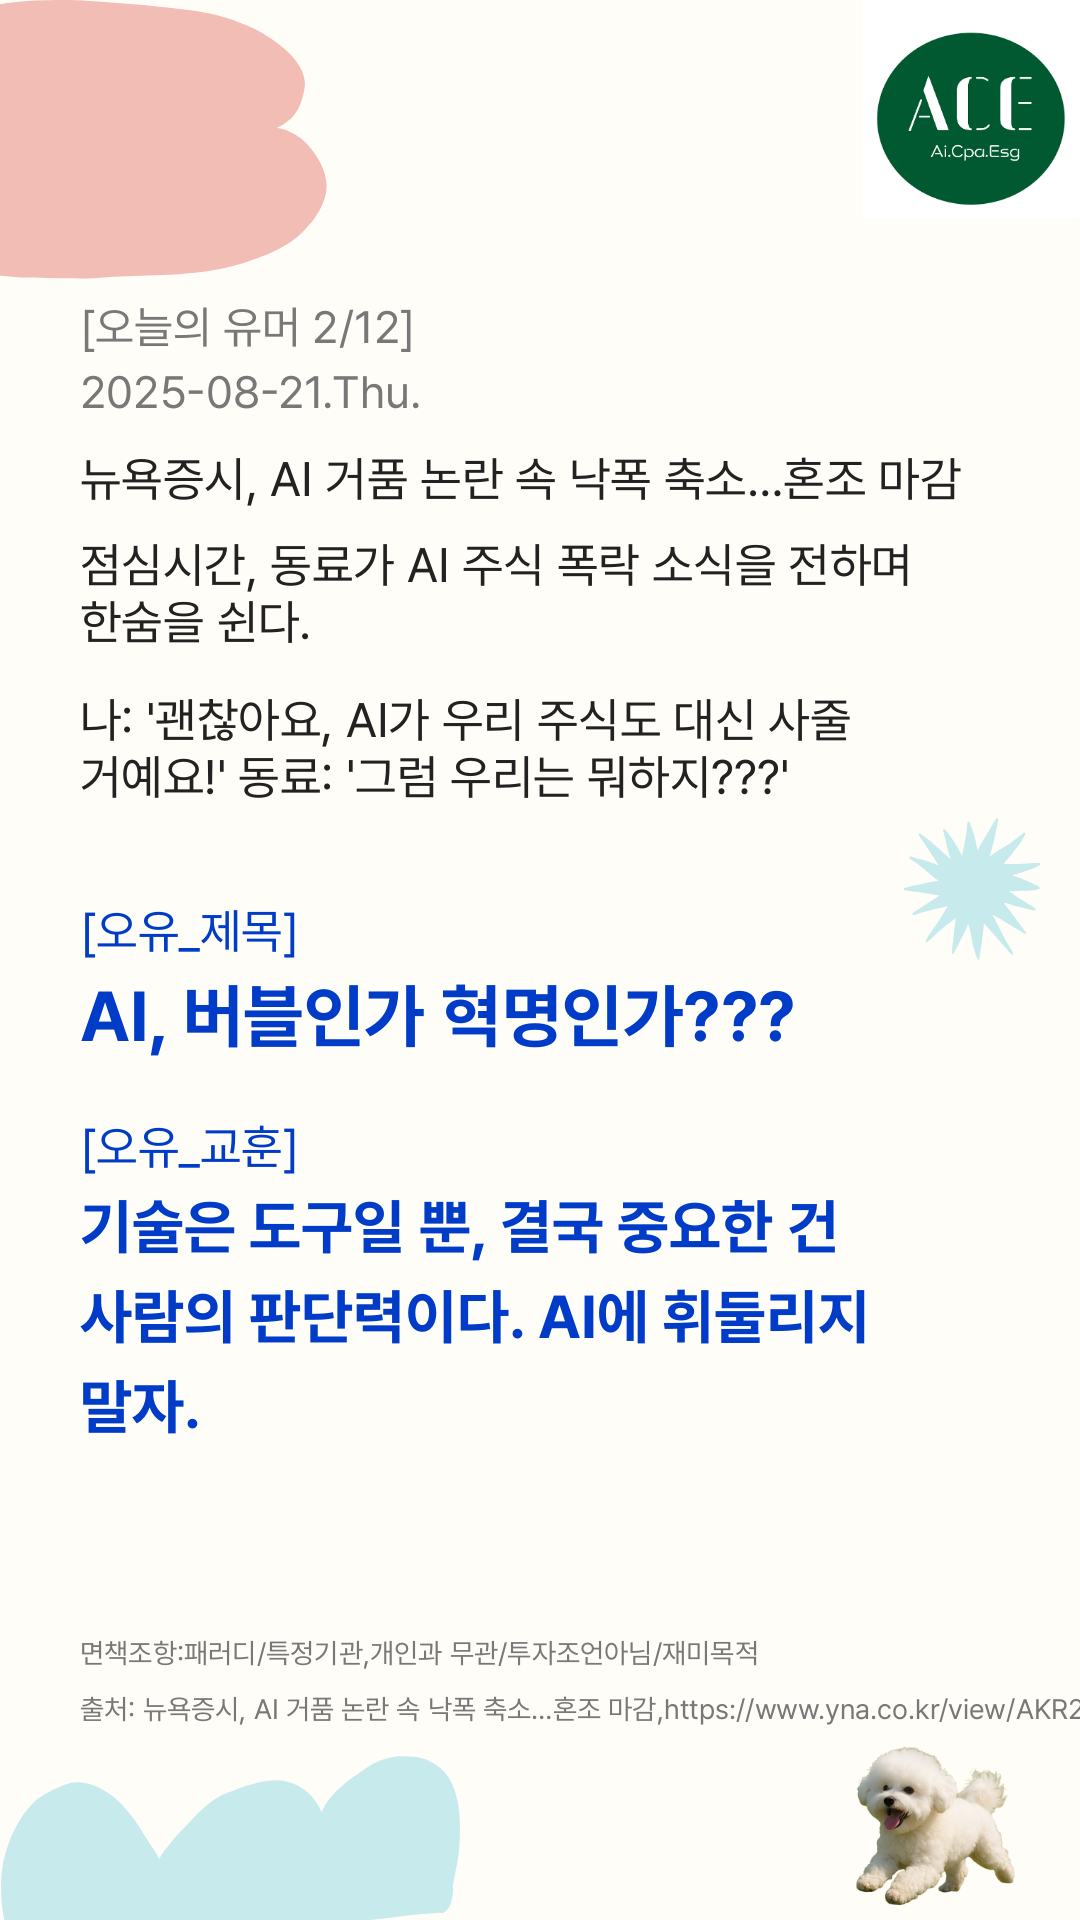 ACE
Ai.Cpa.Esg
[오늘의 유머 2/12]
2025-08-21.Thu.
뉴욕증시, AI 거품 논란 속 낙폭 축소…혼조 마감
점심시간, 동료가 AI 주식 폭락 소식을 전하며
한숨을 쉰다.
나: '괜찮아요, AI가 우리 주식도 대신 사줄
거예요!' 동료: '그럼 우리는 뭐하지???'
[오유_제목]
AI, 버블인가 혁명인가???
[오유_교훈]
기술은 도구일 뿐, 결국 중요한 건
사람의 판단력이다. AI에 휘둘리지
말자.
면책조항:패러디/특정기관,개인과 무관/투자조언아님/재미목적
출처: 뉴욕증시, AI 거품 논란 속 낙폭 축소…혼조 마감,https://www.yna.co.kr/view/AKR2